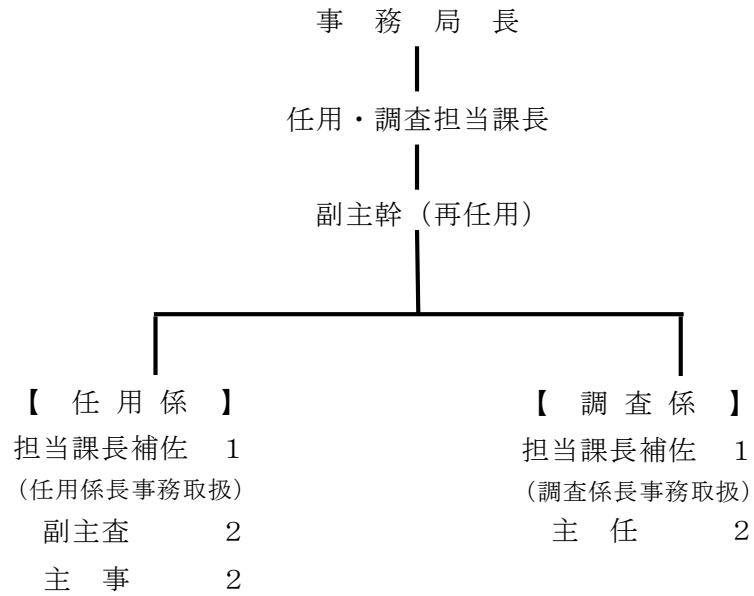 事　務　局　長
任用・調査担当課長
副主幹（再任用）
【　任 用 係　】
担当課長補佐　１
（任用係長事務取扱）
副主査　　　２
主　事　　　２
【　調 査 係　】
担当課長補佐　１
（調査係長事務取扱）
主　任　　　２